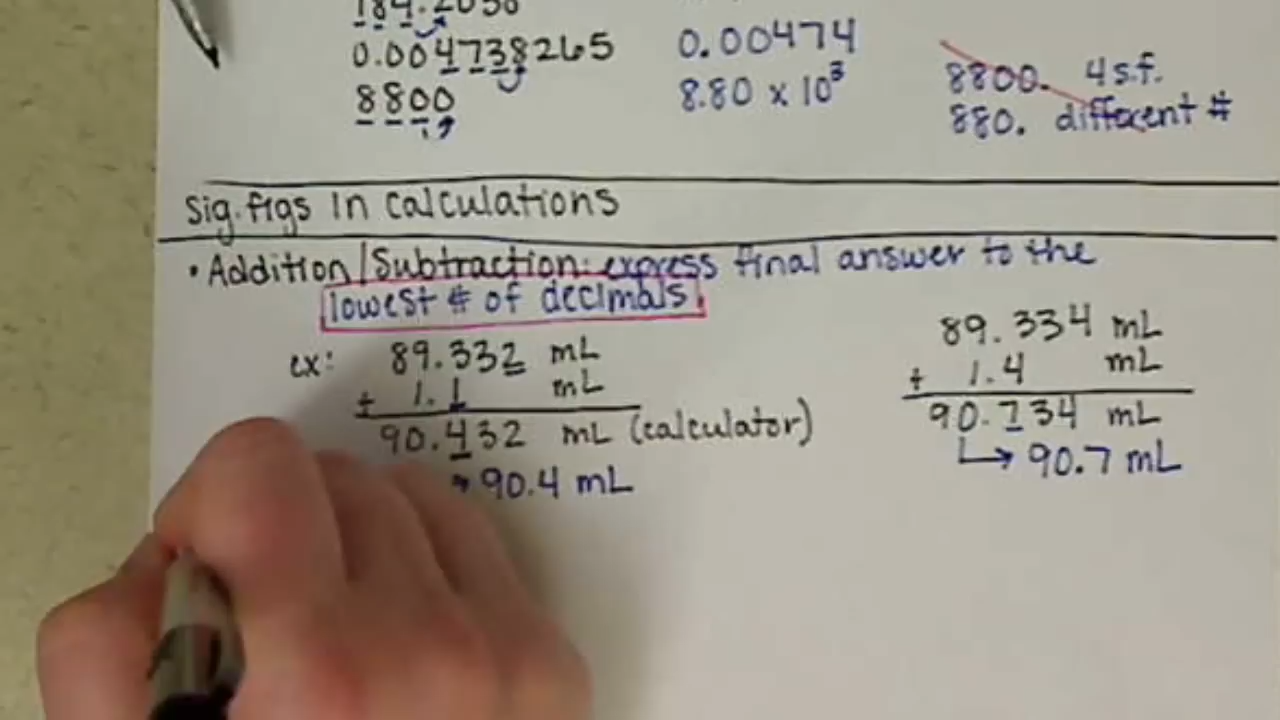 184.2038
0.004738265 0.00474
8800 8.80 x 10³
8800. 4 s.f.
880. different #
Sig. figs in calculations
• Addition/Subtraction: express final answer to the
lowest # of decimals.
ex: 89.332 mL
+ 1.1 mL
90.432 mL (calculator)
→ 90.4 mL
89.334 mL
+ 1.4 mL
90.734 mL
↳ 90.7 mL